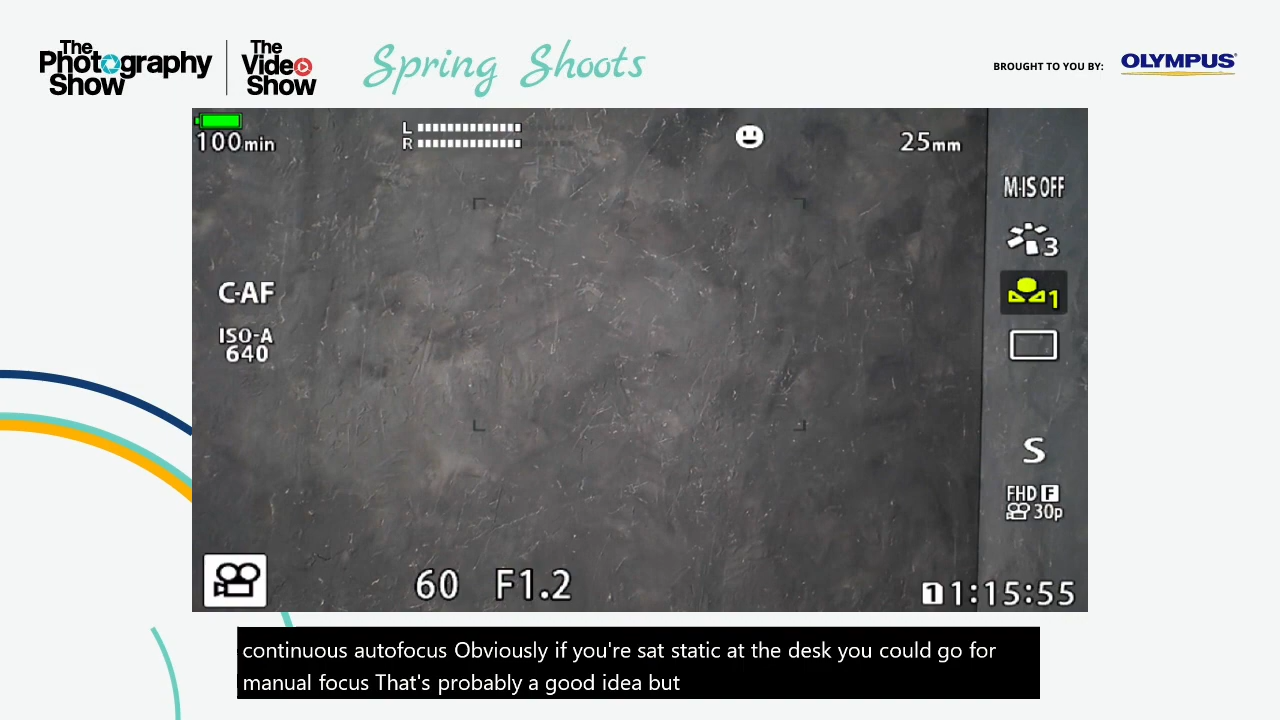 The Photography Show
The Video Show
Spring Shoots
BROUGHT TO YOU BY:
OLYMPUS
100min
L
R
25mm
M-IS OFF
3
C-AF
1
ISO-A
640
S
FHD F
30p
60 F1.2
1 1:15:55
continuous autofocus Obviously if you're sat static at the desk you could go for
manual focus That's probably a good idea but